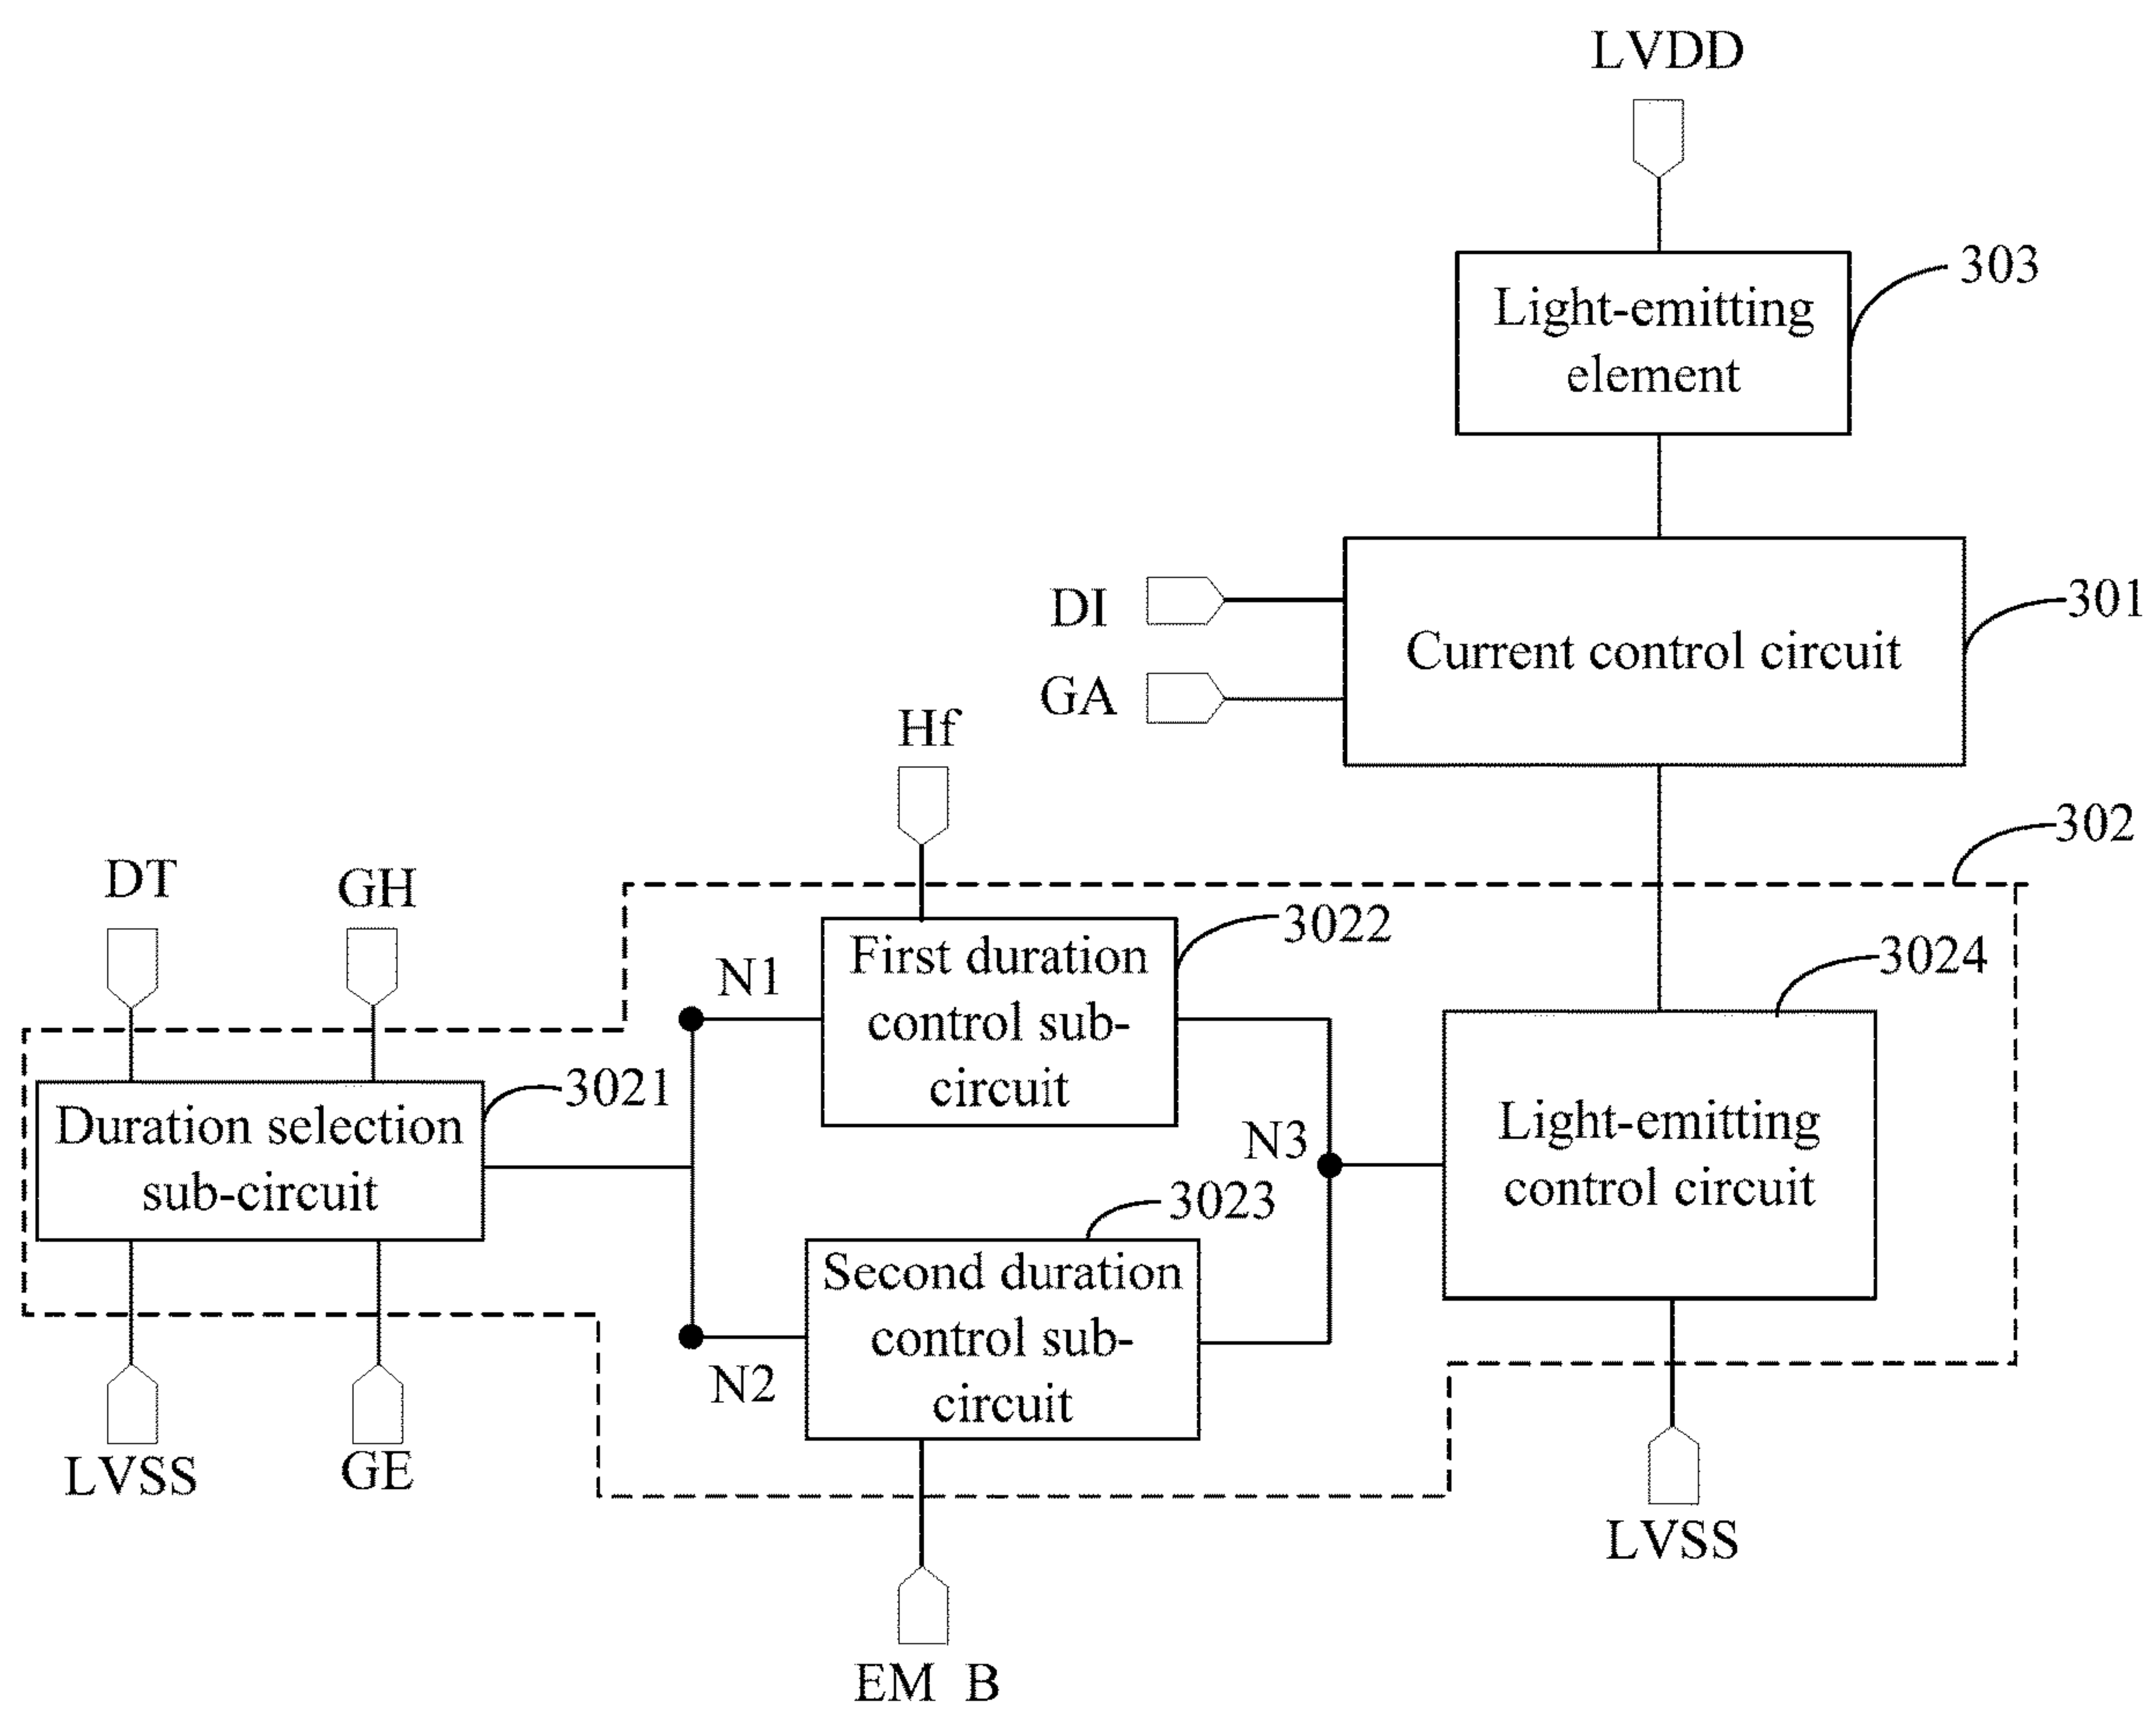 LVDD
303
Light-emitting
element
DI
GA
301
Current control circuit
Hf
302
DT
GH
3022
First duration
control sub-
circuit
N1
3024
3021
Duration selection
sub-circuit
N3
Light-emitting
control circuit
3023
Second duration
control sub-
circuit
N2
LVSS
GE
LVSS
EM B